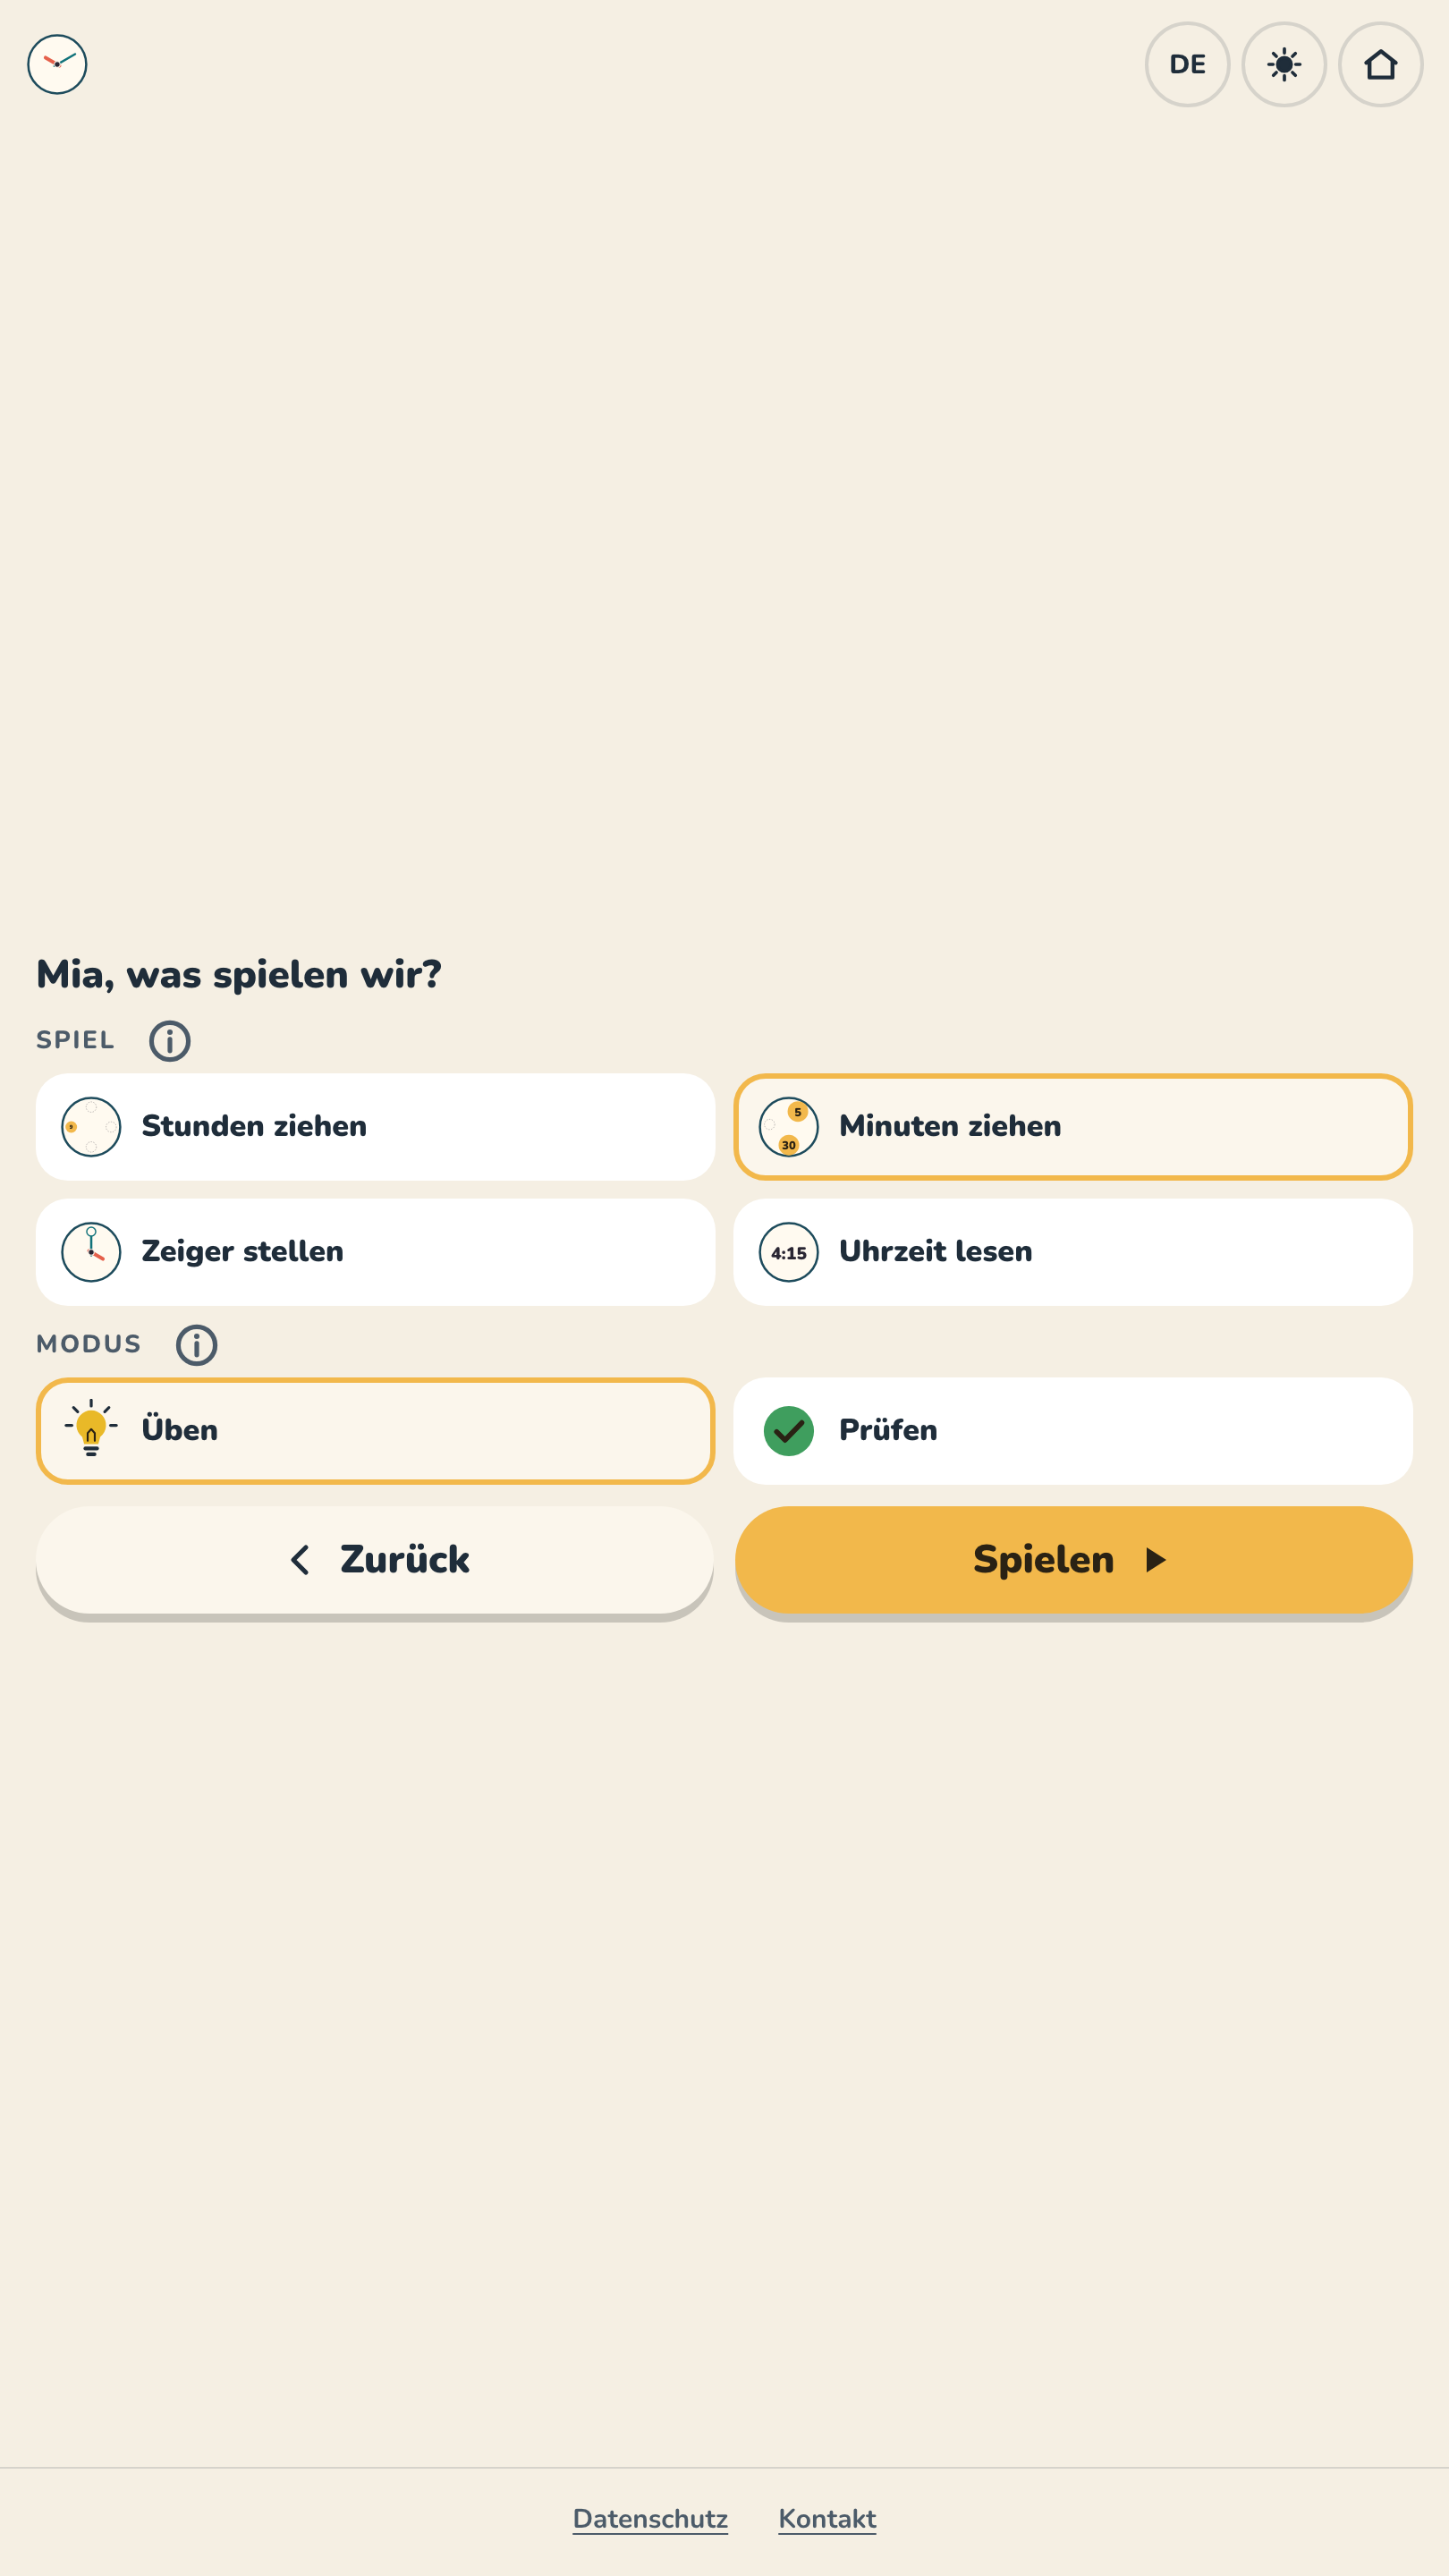 DE
Mia, was spielen wir?
SPIEL
Stunden ziehen
5
30
Minuten ziehen
Zeiger stellen
4:15
Uhrzeit lesen
MODUS
Üben
Prüfen
Zurück
Spielen
Datenschutz Kontakt